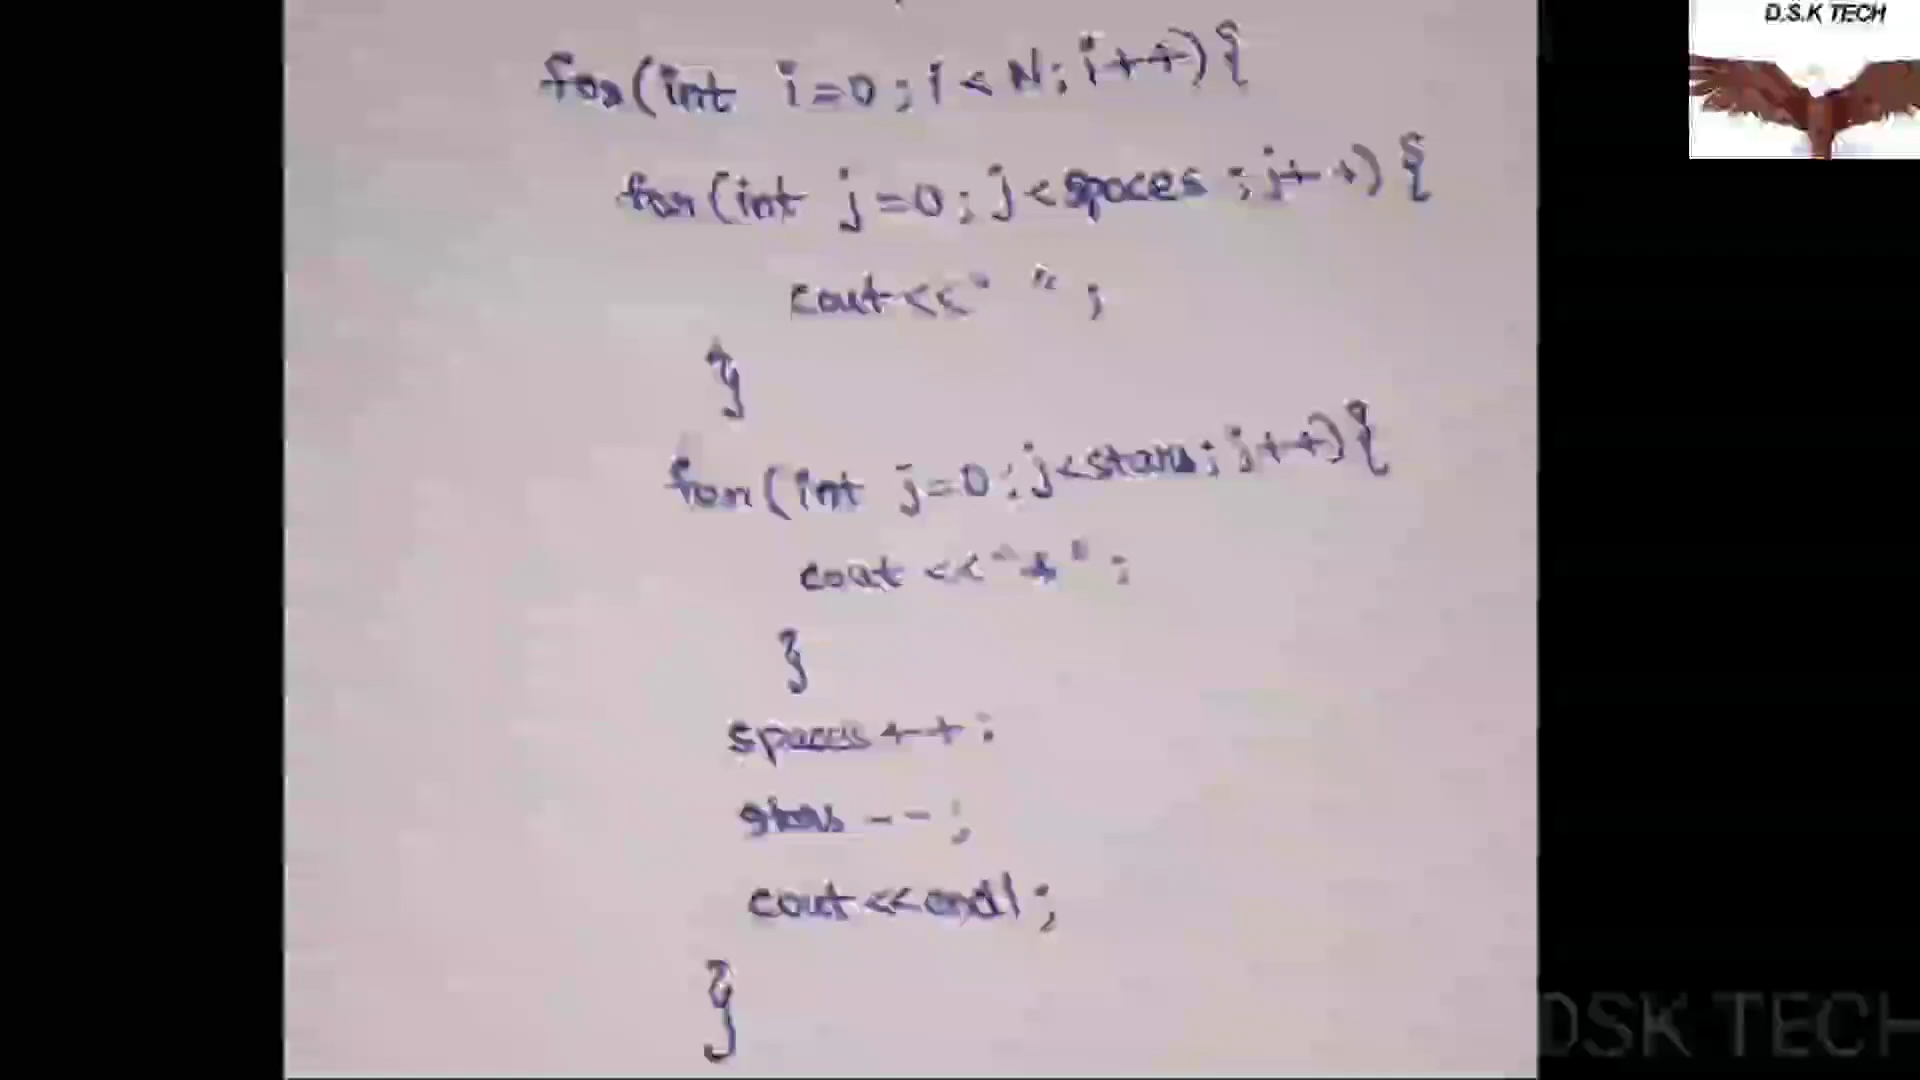 for(int i=0;i<N;i++){
for(int j=0;j<spaces;j++){
cout<<" ";
}
for(int j=0;j<stars;j++){
cout<<"*";
}
spaces++;
stars--;
cout<<endl;
}
D.S.K TECH
DSK TECH